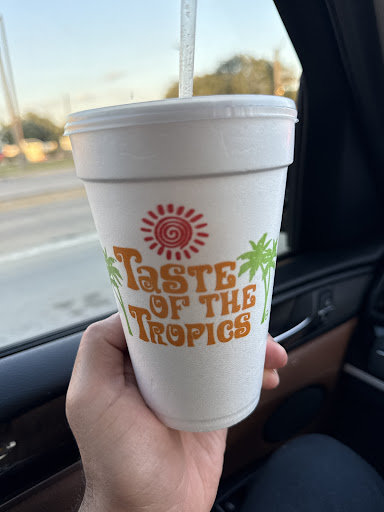 Taste
of the
Tropics